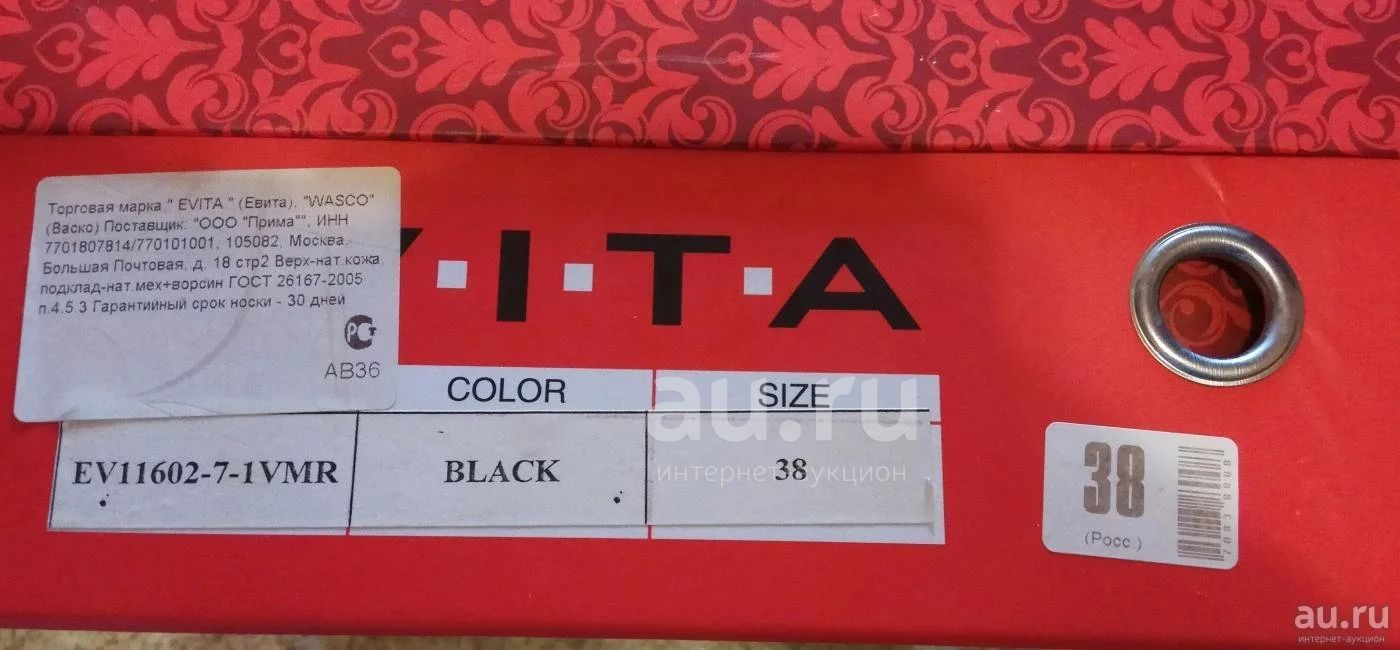 Торговая марка " EVITA " (Евита), "WASCO"
(Васко) Поставщик: "ООО "Прима"", ИНН
7701807814/770101001, 105082, Москва,
Большая Почтовая, д. 18 стр2 Верх-нат.кожа
подклад-нат.мех+ворсин ГОСТ 26167-2005
п.4.5.3 Гарантийный срок носки - 30 дней
РСТ
АВ36
V·I·T·A
COLOR SIZE
EV11602-7-1VMR BLACK 38
38
(Росс.)
70838008
au.ru
интернет-аукцион
au.ru
интернет-аукцион